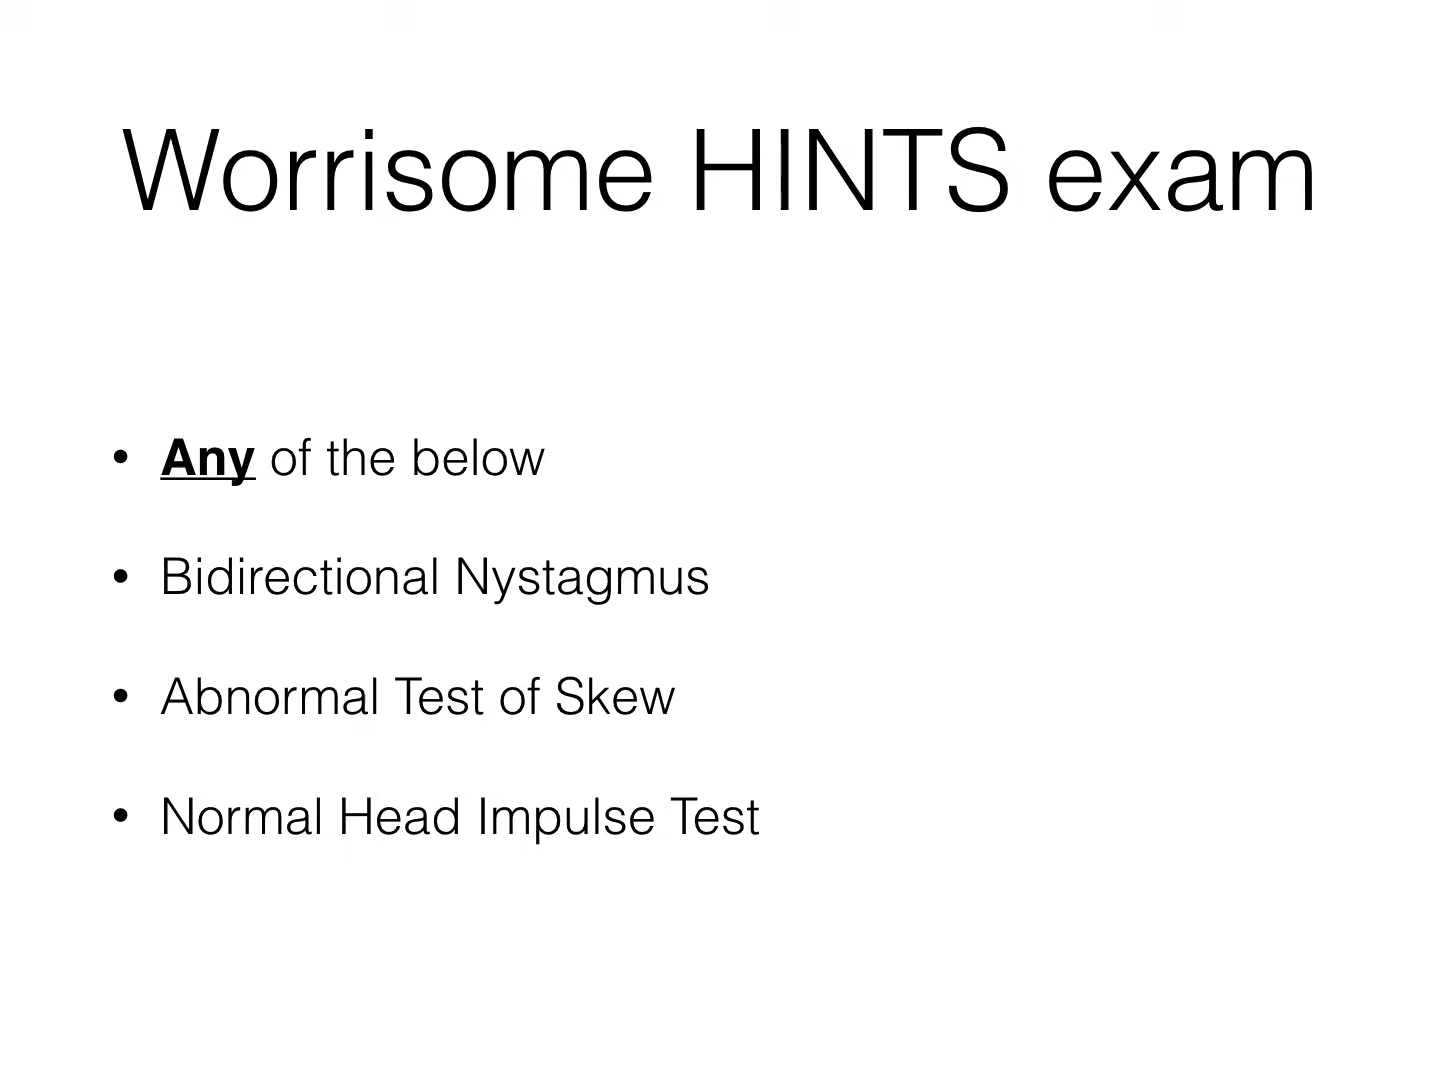 Worrisome HINTS exam
• Any of the below
• Bidirectional Nystagmus
• Abnormal Test of Skew
• Normal Head Impulse Test